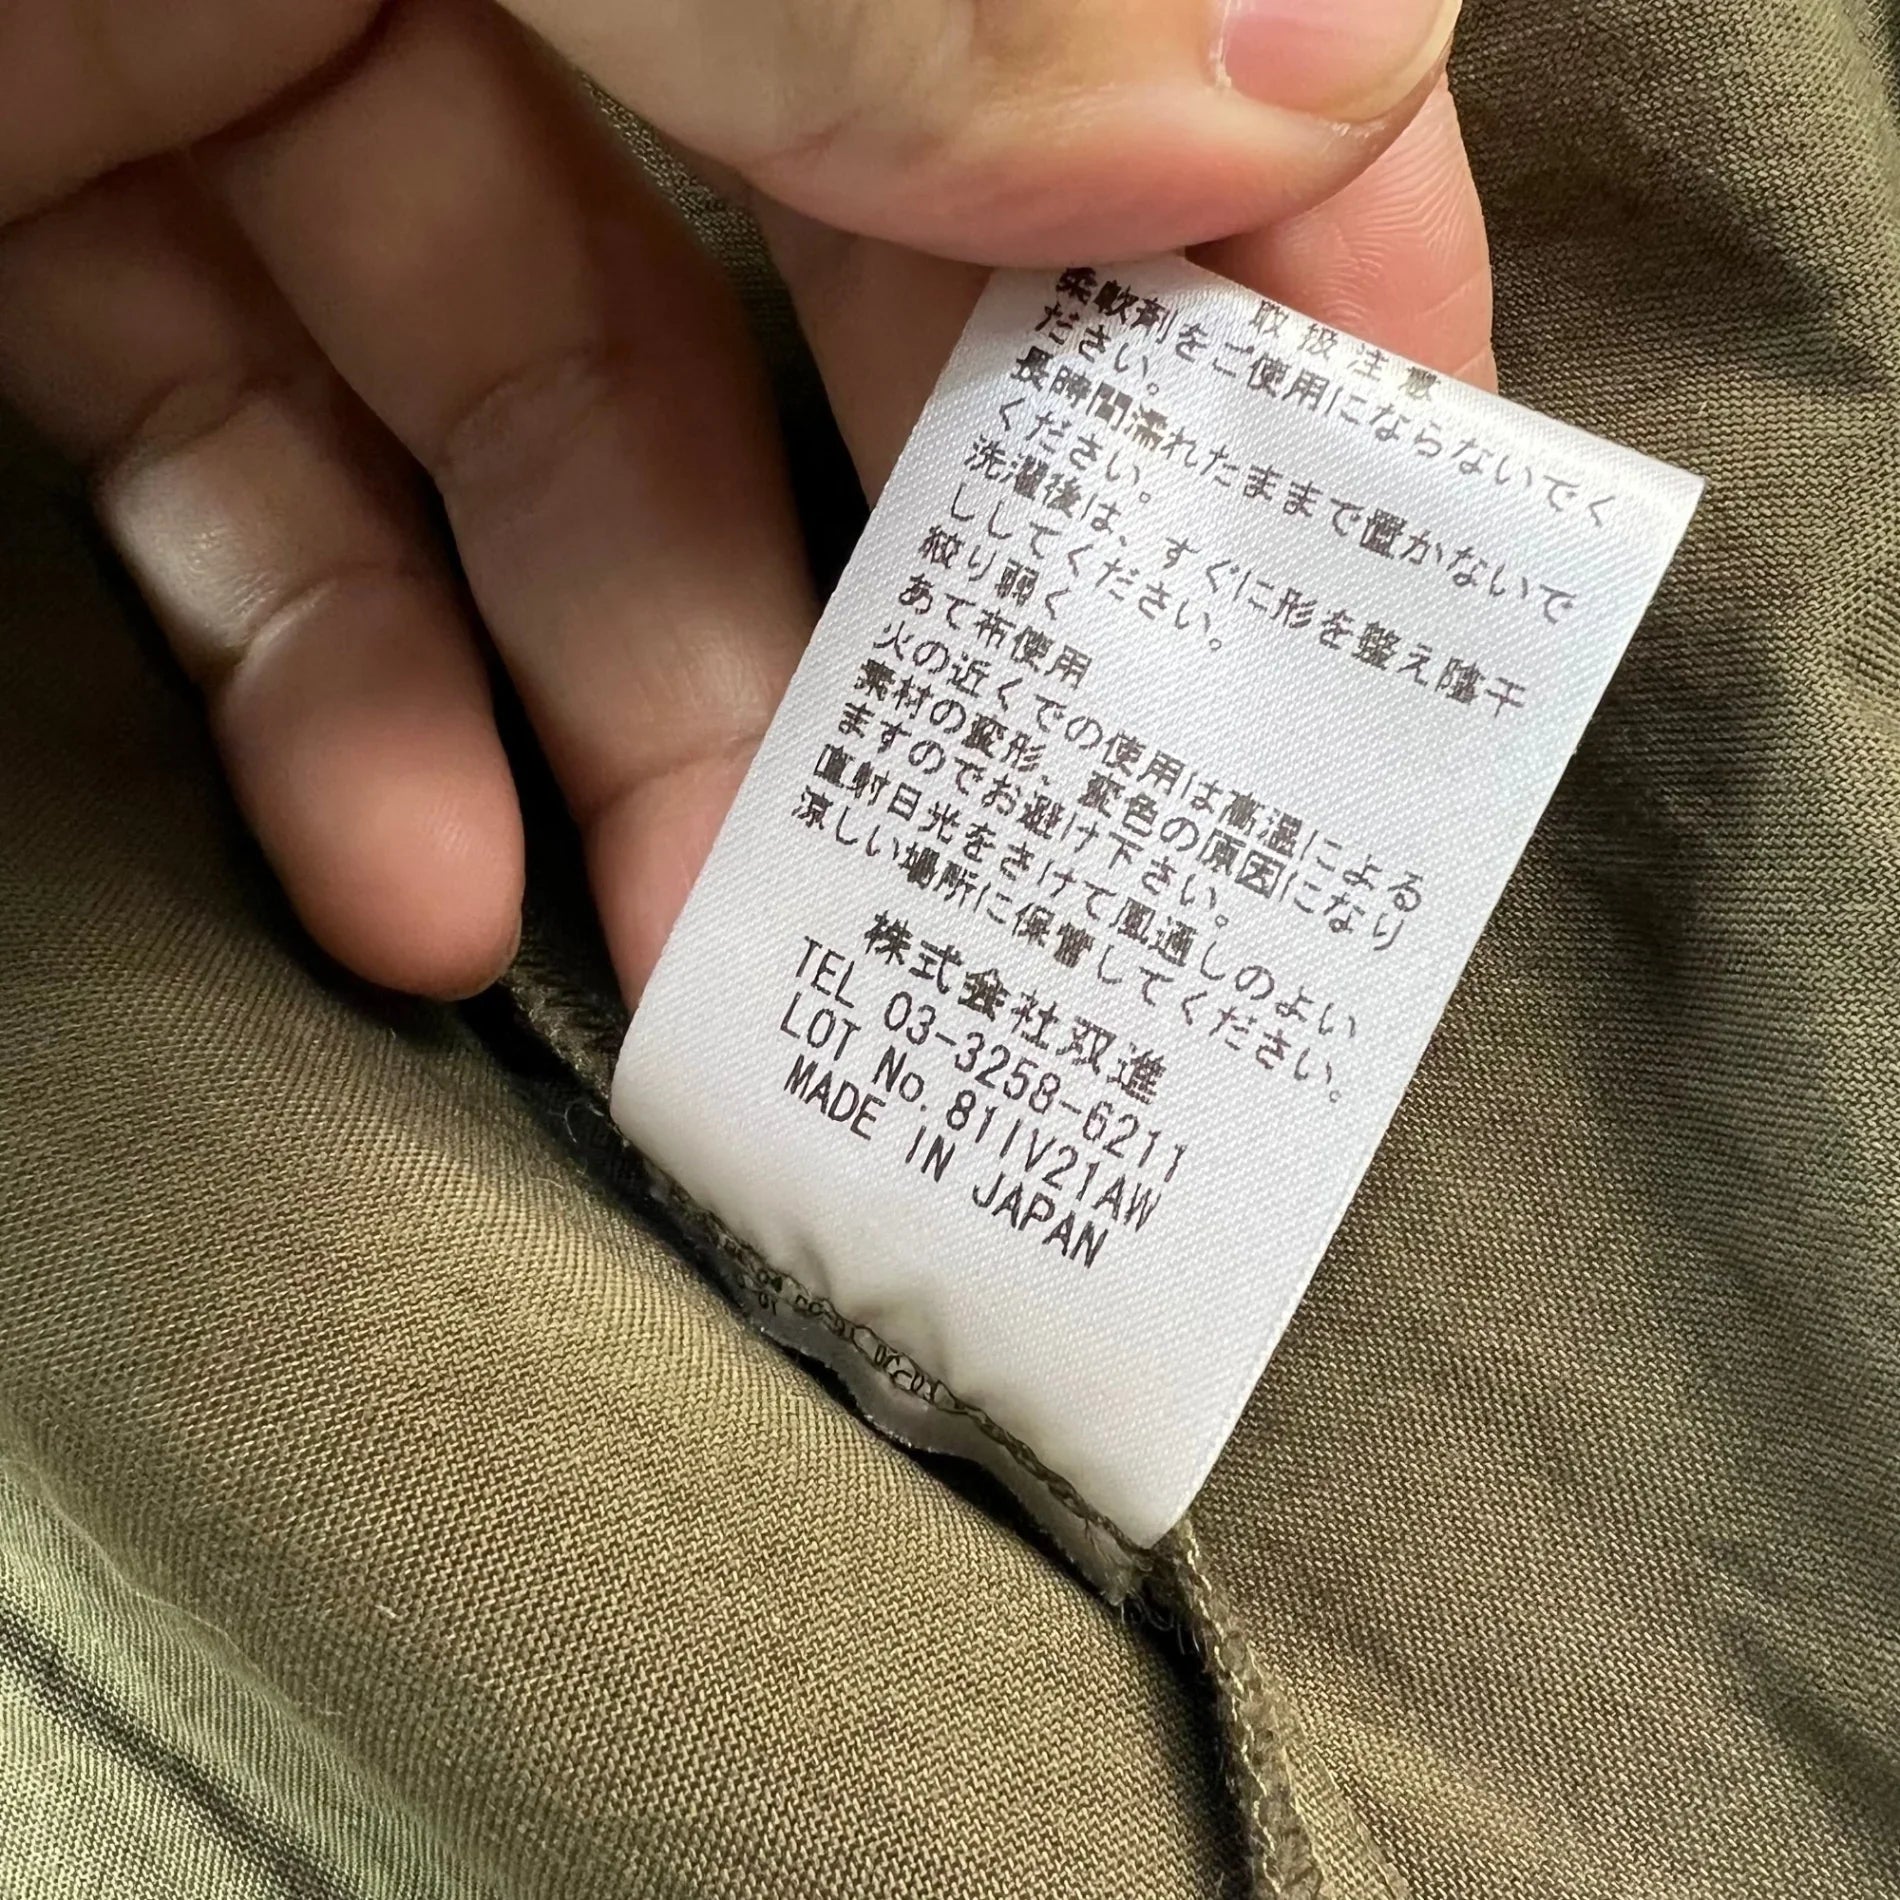 取扱注意
柔軟剤をご使用にならないでく
ださい。
長時間濡れたままで置かないで
ください。
洗濯後は、すぐに形を整え陰干
ししてください。
絞り弱く
あて布使用
火の近くでの使用は高温による
素材の変形、変色の原因になり
ますのでお避け下さい。
直射日光をさけて風通しのよい
涼しい場所に保管してください。
株式会社双進
TEL 03-3258-6211
LOT No. 81IV21AW
MADE IN JAPAN